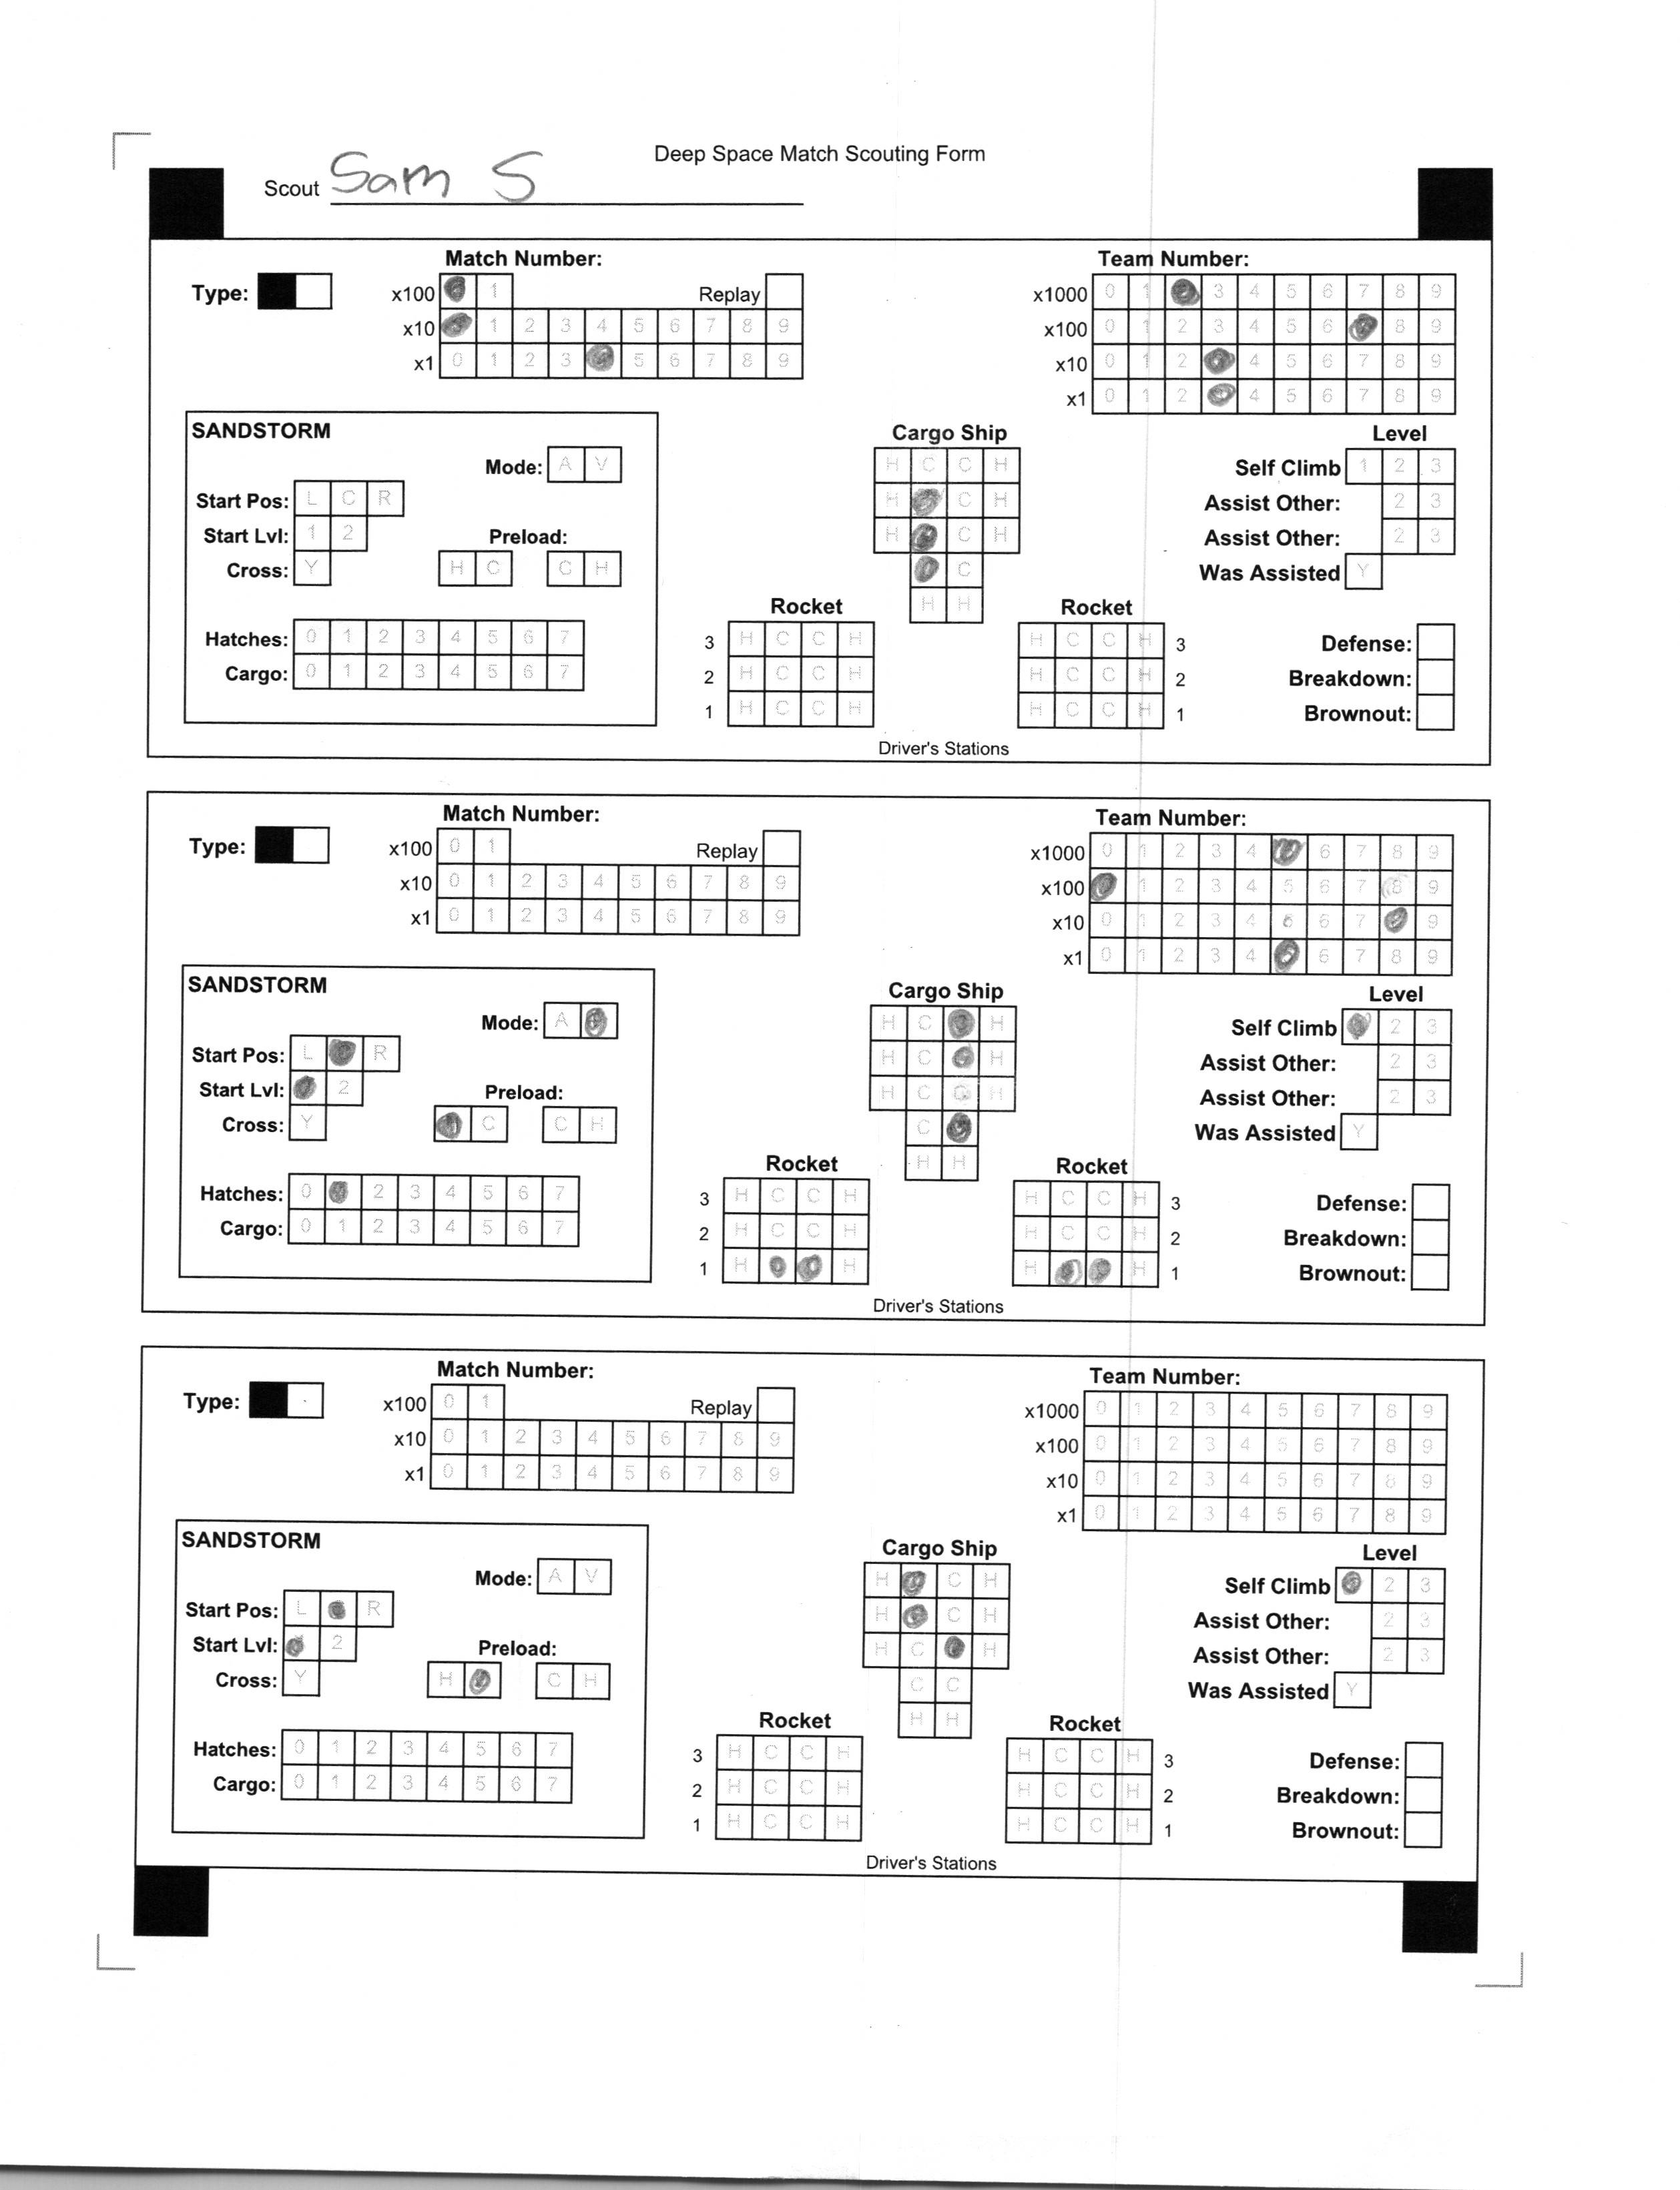 Deep Space Match Scouting Form
Scout Sam S
Match Number:
Team Number:
Type:
x100 1
Replay
x1000 0 1 3 4 5 6 7 8 9
x10 1 2 3 4 5 6 7 8 9
x100 0 1 2 3 4 5 6 8 9
x1 0 1 2 3 5 6 7 8 9
x10 0 1 2 4 5 6 7 8 9
x1 0 1 2 4 5 6 7 8 9
SANDSTORM
Mode: A V
Start Pos: L C R
Start Lvl: 1 2
Preload:
Cross: Y
H C C H
Hatches: 0 1 2 3 4 5 6 7
Cargo: 0 1 2 3 4 5 6 7
Cargo Ship
H C C H
H C H
H C H
C
H H
Level
Self Climb 1 2 3
Assist Other: 2 3
Assist Other: 2 3
Was Assisted Y
Rocket
3 H C C H
2 H C C H
1 H C C H
Rocket
H C C H 3
H C C H 2
H C C H 1
Defense:
Breakdown:
Brownout:
Driver's Stations
Match Number:
Team Number:
Type:
x100 0 1
Replay
x1000 0 1 2 3 4 6 7 8 9
x10 0 1 2 3 4 5 6 7 8 9
x100 1 2 3 4 5 6 7 8 9
x1 0 1 2 3 4 5 6 7 8 9
x10 0 1 2 3 4 5 6 7 9
x1 0 1 2 3 4 6 7 8 9
SANDSTORM
Mode: A
Start Pos: L R
Start Lvl: 2
Preload:
Cross: Y
C C H
Hatches: 0 2 3 4 5 6 7
Cargo: 0 1 2 3 4 5 6 7
Cargo Ship
H C H
H C H
H C C H
C
H H
Level
Self Climb 2 3
Assist Other: 2 3
Assist Other: 2 3
Was Assisted Y
Rocket
3 H C C H
2 H C C H
1 H H
Rocket
H C C H 3
H C C H 2
H H 1
Defense:
Breakdown:
Brownout:
Driver's Stations
Match Number:
Team Number:
Type:
x100 0 1
Replay
x1000 0 1 2 3 4 5 6 7 8 9
x10 0 1 2 3 4 5 6 7 8 9
x100 0 1 2 3 4 5 6 7 8 9
x1 0 1 2 3 4 5 6 7 8 9
x10 0 1 2 3 4 5 6 7 8 9
x1 0 1 2 3 4 5 6 7 8 9
SANDSTORM
Mode: A V
Start Pos: L R
Start Lvl: 2
Preload:
Cross: Y
H C H
Hatches: 0 1 2 3 4 5 6 7
Cargo: 0 1 2 3 4 5 6 7
Cargo Ship
H C H
H C H
H C H
C C
H H
Level
Self Climb 2 3
Assist Other: 2 3
Assist Other: 2 3
Was Assisted Y
Rocket
3 H C C H
2 H C C H
1 H C C H
Rocket
H C C H 3
H C C H 2
H C C H 1
Defense:
Breakdown:
Brownout:
Driver's Stations